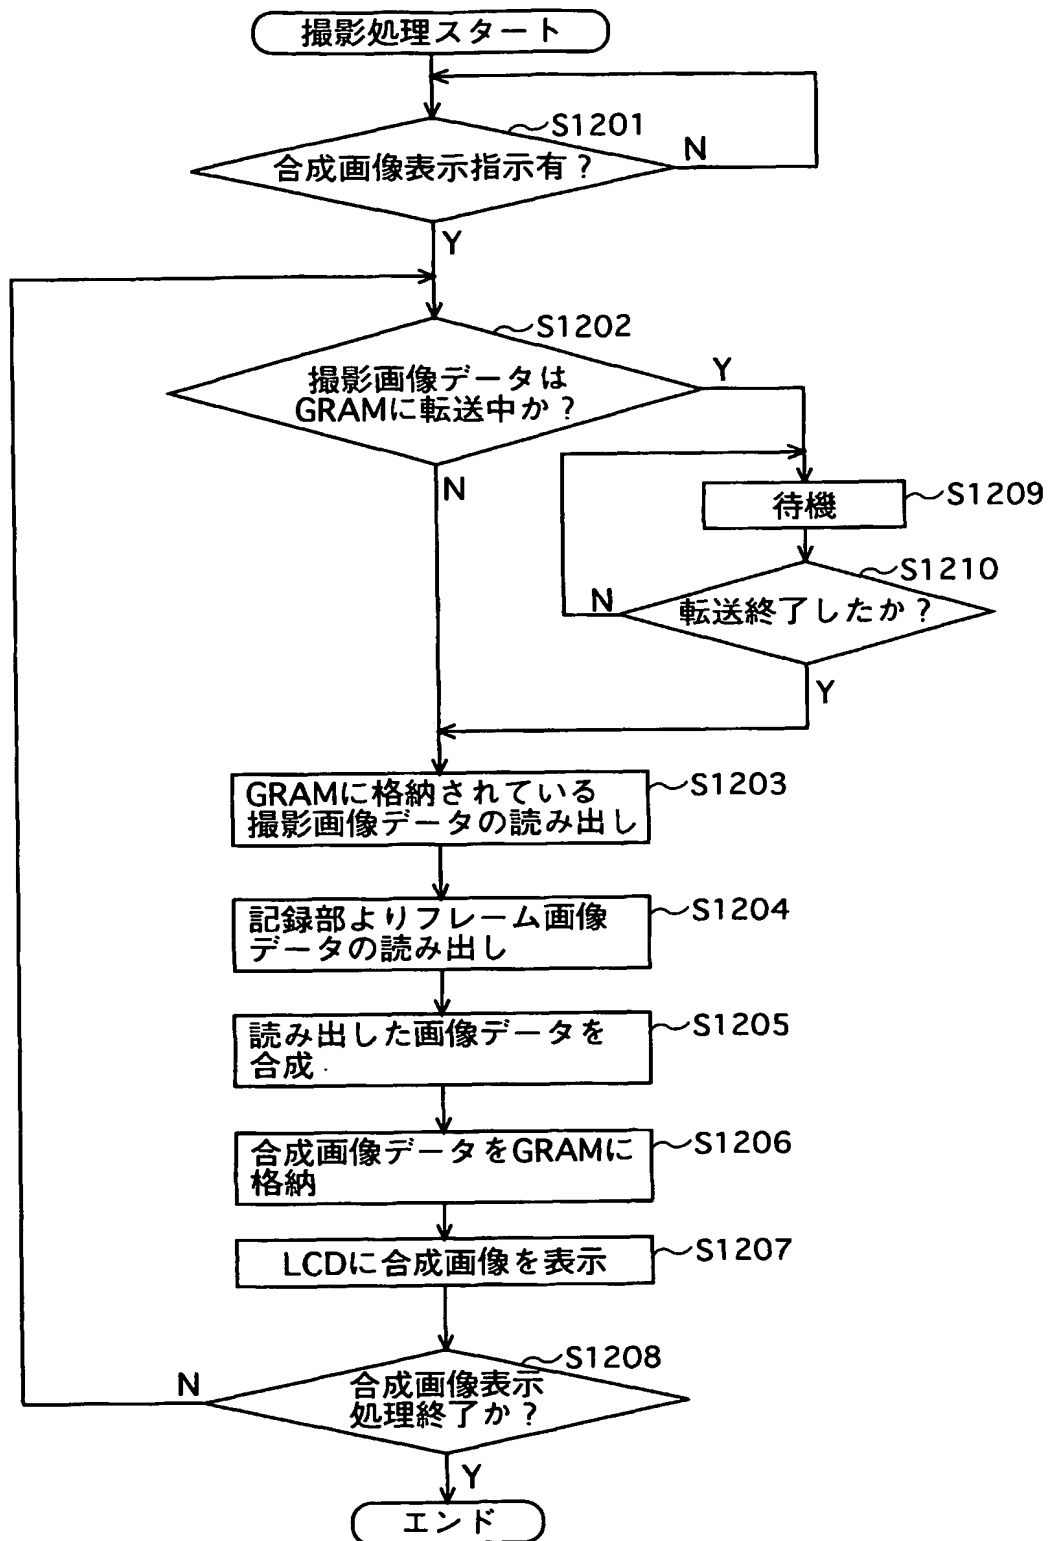 撮影処理スタート
S1201
合成画像表示指示有?
N
Y
S1202
撮影画像データは
GRAMに転送中か?
Y
N
待機
S1209
S1210
転送終了したか?
N
Y
GRAMに格納されている
撮影画像データの読み出し
S1203
記録部よりフレーム画像
データの読み出し
S1204
読み出した画像データを
合成
S1205
合成画像データをGRAMに
格納
S1206
LCDに合成画像を表示
S1207
S1208
合成画像表示
処理終了か?
N
Y
エンド